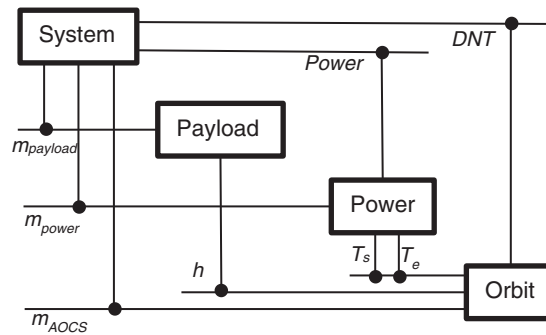 System
DNT
Power
m_payload
Payload
m_power
Power
T_s
T_e
h
Orbit
m_AOCS